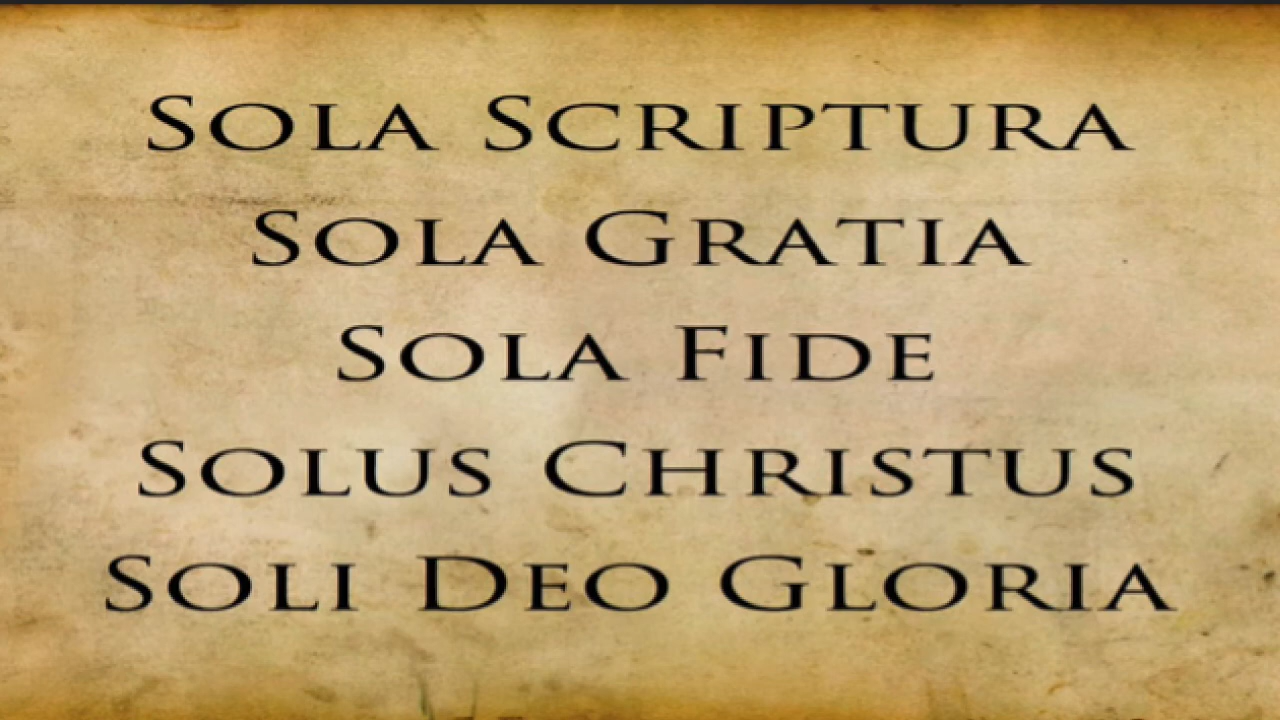 Sola Scriptura
Sola Gratia
Sola Fide
Solus Christus
Soli Deo Gloria